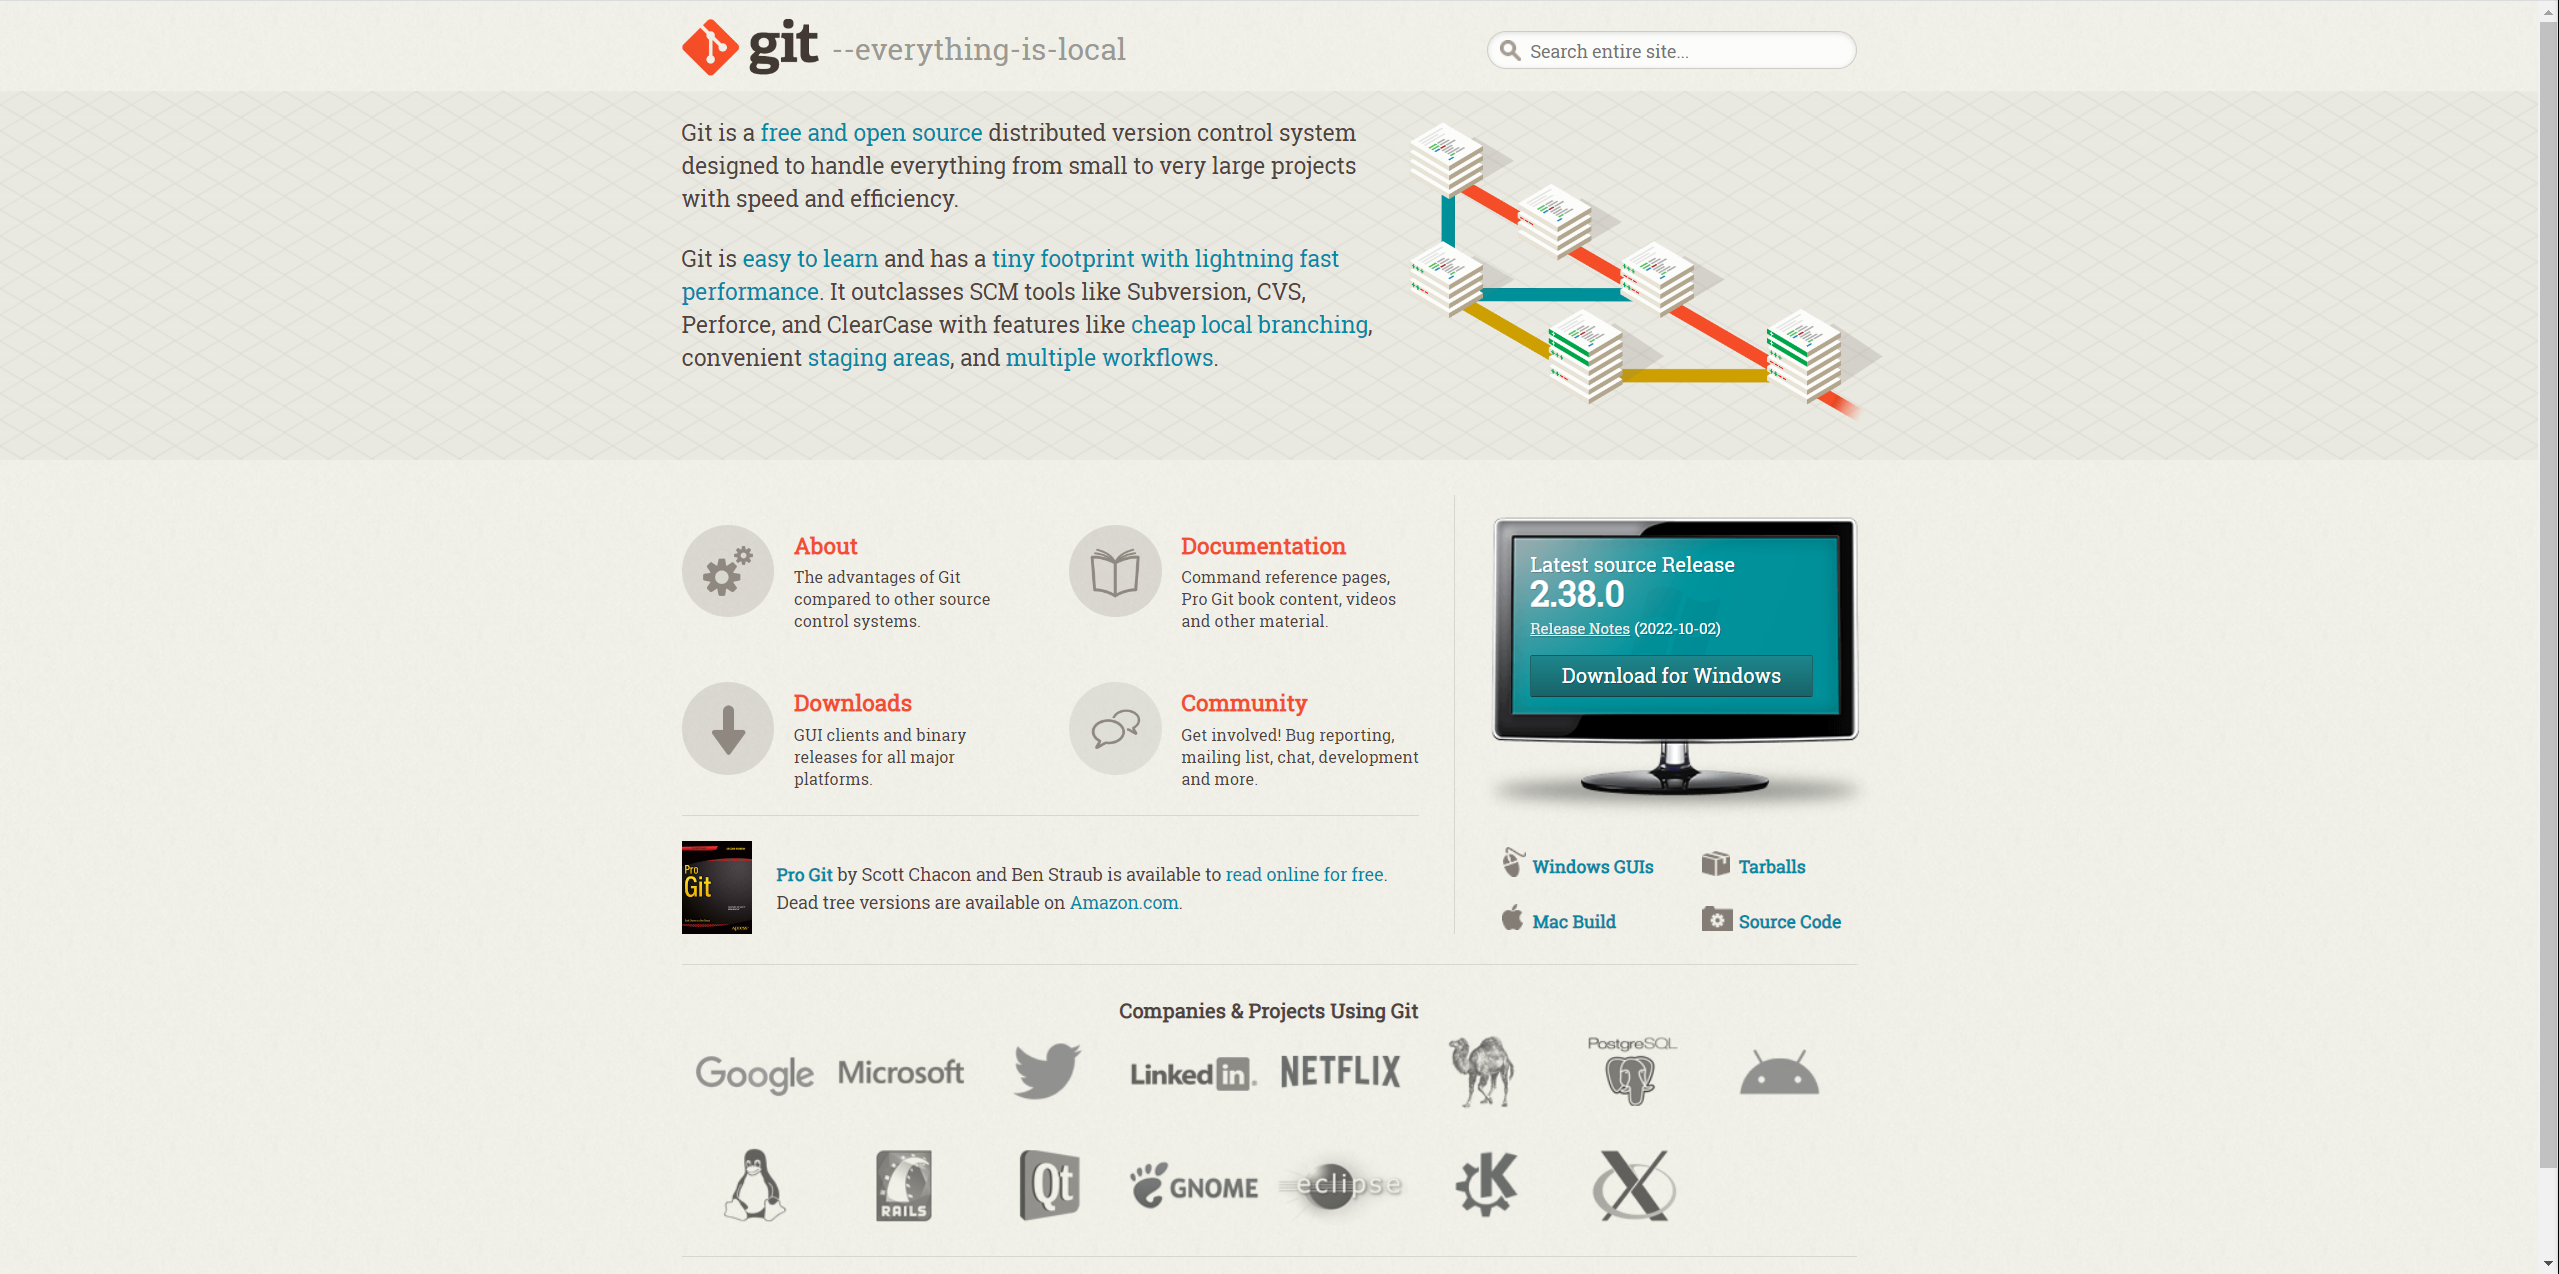 git --everything-is-local
Search entire site...
Git is a free and open source distributed version control system
designed to handle everything from small to very large projects
with speed and efficiency.
Git is easy to learn and has a tiny footprint with lightning fast
performance. It outclasses SCM tools like Subversion, CVS,
Perforce, and ClearCase with features like cheap local branching,
convenient staging areas, and multiple workflows.
About
The advantages of Git
compared to other source
control systems.
Documentation
Command reference pages,
Pro Git book content, videos
and other material.
Downloads
GUI clients and binary
releases for all major
platforms.
Community
Get involved! Bug reporting,
mailing list, chat, development
and more.
Latest source Release
2.38.0
Release Notes (2022-10-02)
Download for Windows
Windows GUIs
Tarballs
Mac Build
Source Code
Pro
Git
Pro Git by Scott Chacon and Ben Straub is available to read online for free.
Dead tree versions are available on Amazon.com.
Companies & Projects Using Git
Google
Microsoft
Linked in
NETFLIX
PostgreSQL
RAILS
Qt
GNOME
eclipse